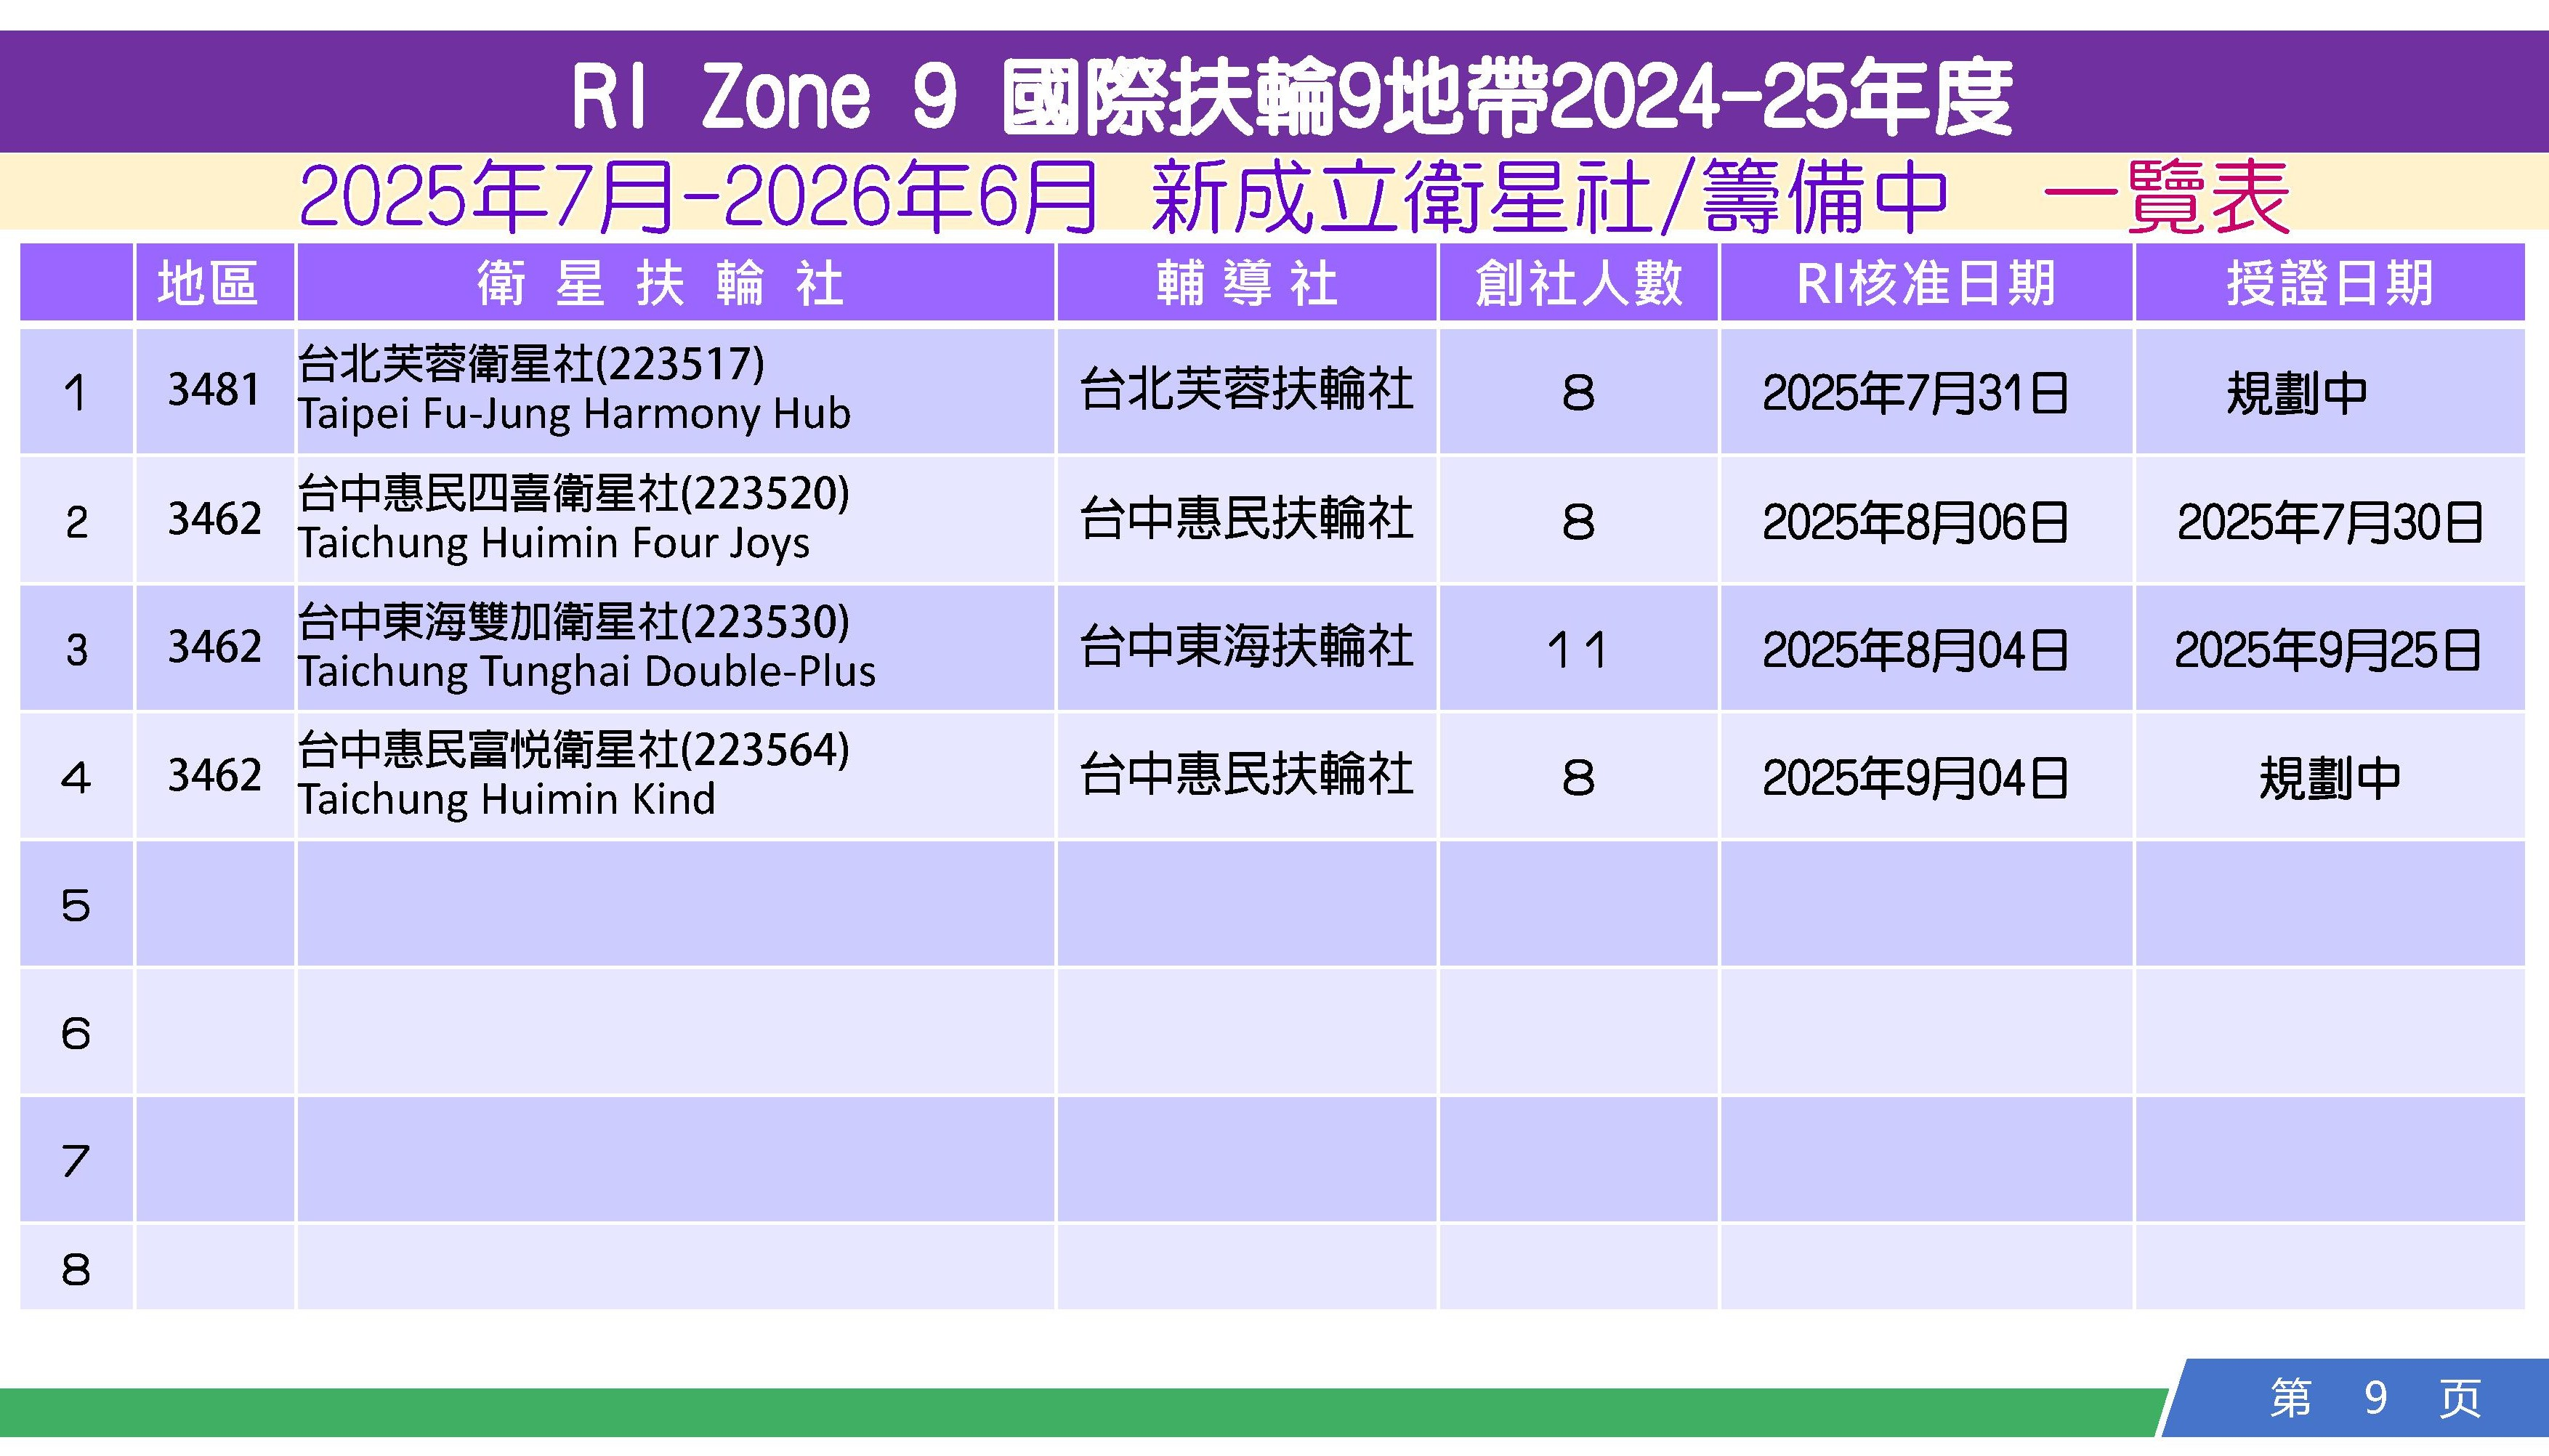 RI Zone 9 國際扶輪9地帶2024-25年度
2025年7月-2026年6月 新成立衛星社/籌備中 一覽表
地區 衛星扶輪社 輔導社 創社人數 RI核准日期 授證日期
1 3481 台北芙蓉衛星社(223517) 台北芙蓉扶輪社 8 2025年7月31日 規劃中
Taipei Fu-Jung Harmony Hub
2 3462 台中惠民四喜衛星社(223520) 台中惠民扶輪社 8 2025年8月06日 2025年7月30日
Taichung Huimin Four Joys
3 3462 台中東海雙加衛星社(223530) 台中東海扶輪社 11 2025年8月04日 2025年9月25日
Taichung Tunghai Double-Plus
4 3462 台中惠民富悦衛星社(223564) 台中惠民扶輪社 8 2025年9月04日 規劃中
Taichung Huimin Kind
5
6
7
8
第 9 页